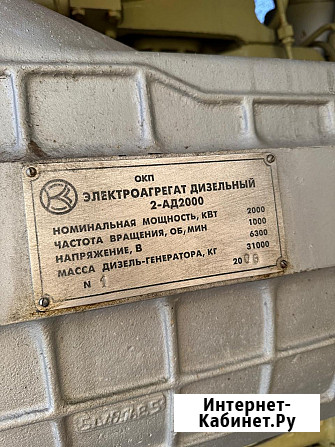 ОКП
ЭЛЕКТРОАГРЕГАТ ДИЗЕЛЬНЫЙ
2-АД2000
НОМИНАЛЬНАЯ МОЩНОСТЬ, КВТ 2000
ЧАСТОТА ВРАЩЕНИЯ, ОБ,МИН 1000
НАПРЯЖЕНИЕ, В 6300
МАССА ДИЗЕЛЬ-ГЕНЕРАТОРА, КГ 31000
N 1 2006
Интернет-
Кабинет.Ру